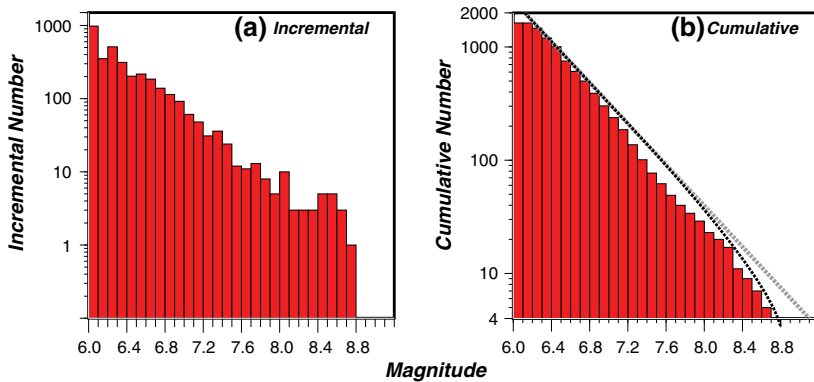 (a) Incremental
1000
100
10
1
Incremental Number
6.0 6.4 6.8 7.2 7.6 8.0 8.4 8.8
(b) Cumulative
2000
1000
100
10
4
Cumulative Number
6.0 6.4 6.8 7.2 7.6 8.0 8.4 8.8
Magnitude